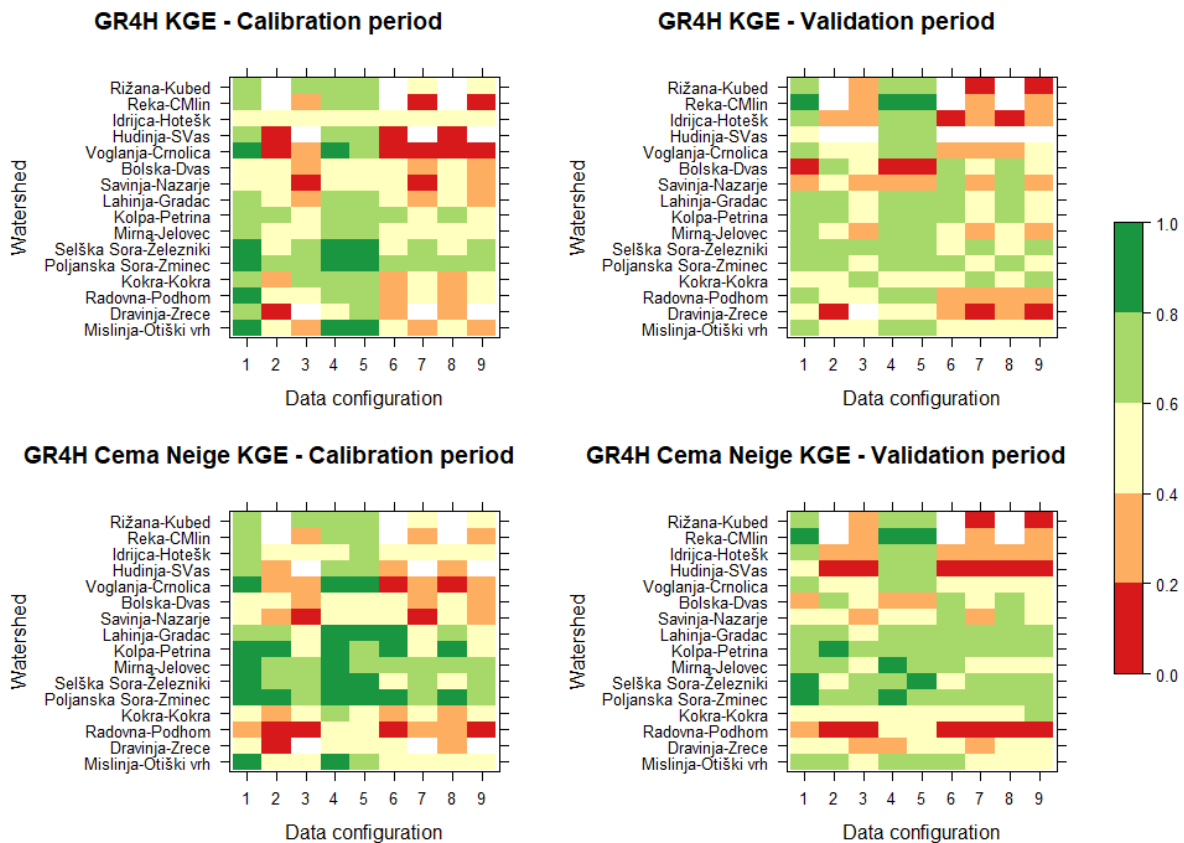 GR4H KGE - Calibration period
GR4H KGE - Validation period
Watershed
Rižana-Kubed
Reka-CMlin
Idrijca-Hotešk
Hudinja-SVas
Voglanja-Crnolica
Bolska-Dvas
Savinja-Nazarje
Lahinja-Gradac
Kolpa-Petrina
Mirna-Jelovec
Selška Sora-Železniki
Poljanska Sora-Zminec
Kokra-Kokra
Radovna-Podhom
Dravinja-Zrece
Mislinja-Otiški vrh
1 2 3 4 5 6 7 8 9
Data configuration
Watershed
Rižana-Kubed
Reka-CMlin
Idrijca-Hotešk
Hudinja-SVas
Voglanja-Crnolica
Bolska-Dvas
Savinja-Nazarje
Lahinja-Gradac
Kolpa-Petrina
Mirna-Jelovec
Selška Sora-Železniki
Poljanska Sora-Zminec
Kokra-Kokra
Radovna-Podhom
Dravinja-Zrece
Mislinja-Otiški vrh
1 2 3 4 5 6 7 8 9
Data configuration
GR4H Cema Neige KGE - Calibration period
GR4H Cema Neige KGE - Validation period
Watershed
Rižana-Kubed
Reka-CMlin
Idrijca-Hotešk
Hudinja-SVas
Voglanja-Crnolica
Bolska-Dvas
Savinja-Nazarje
Lahinja-Gradac
Kolpa-Petrina
Mirna-Jelovec
Selška Sora-Železniki
Poljanska Sora-Zminec
Kokra-Kokra
Radovna-Podhom
Dravinja-Zrece
Mislinja-Otiški vrh
1 2 3 4 5 6 7 8 9
Data configuration
Watershed
Rižana-Kubed
Reka-CMlin
Idrijca-Hotešk
Hudinja-SVas
Voglanja-Crnolica
Bolska-Dvas
Savinja-Nazarje
Lahinja-Gradac
Kolpa-Petrina
Mirna-Jelovec
Selška Sora-Železniki
Poljanska Sora-Zminec
Kokra-Kokra
Radovna-Podhom
Dravinja-Zrece
Mislinja-Otiški vrh
1 2 3 4 5 6 7 8 9
Data configuration
1.0
0.8
0.6
0.4
0.2
0.0